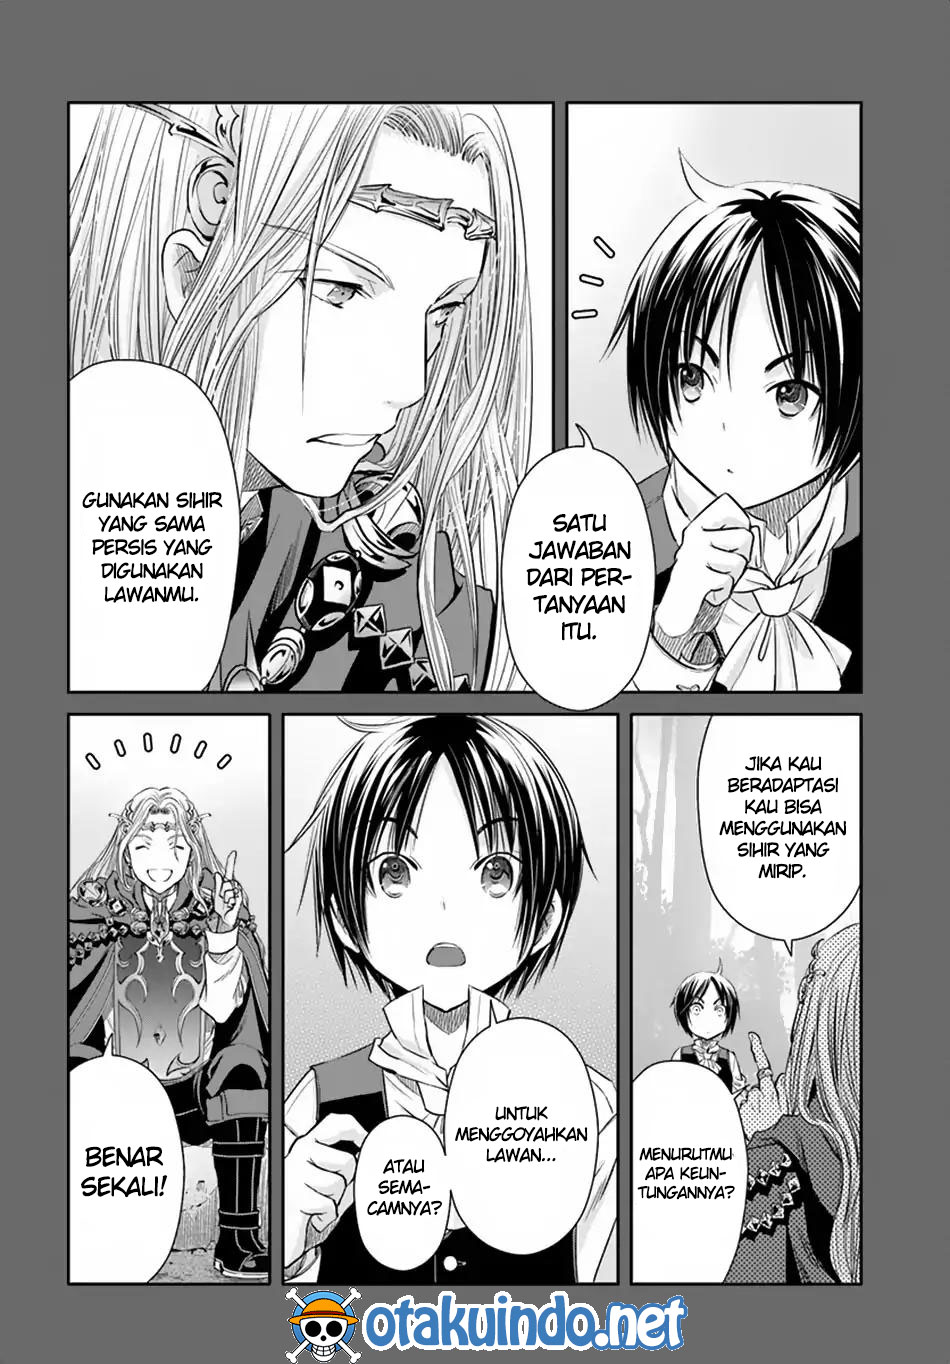 SATU
JAWABAN
DARI PER-
TANYAAN
ITU.
GUNAKAN SIHIR
YANG SAMA
PERSIS YANG
DIGUNAKAN
LAWANMU.
JIKA KAU
BERADAPTASI
KAU BISA
MENGGUNAKAN
SIHIR YANG
MIRIP.
MENURUTMU
APA KEUN-
TUNGANNYA?
UNTUK
MENGGOYAHKAN
LAWAN...
ATAU
SEMA-
CAMNYA?
BENAR
SEKALI!
otakuindo.net